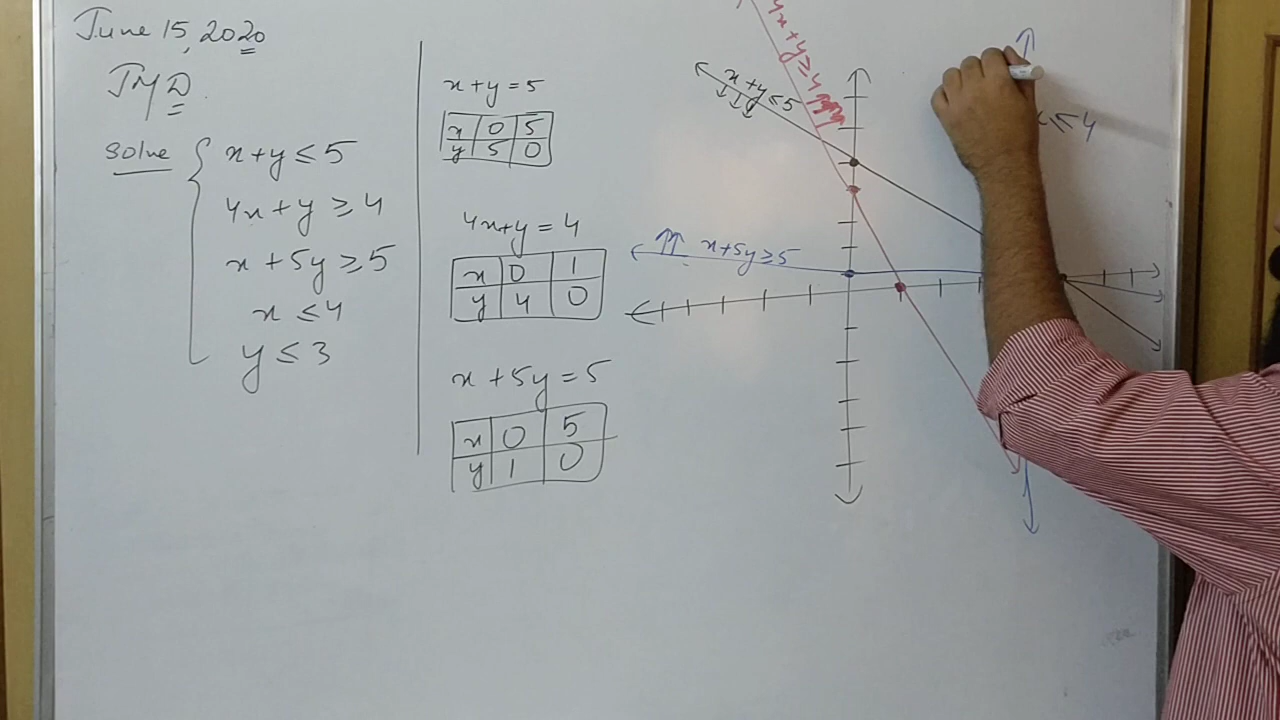 June 15, 2020
JMD
solve
x+y ≤ 5
4x+y ≥ 4
x + 5y ≥ 5
x ≤ 4
y ≤ 3
x+y = 5
x 0 5
y 5 0
4x+y = 4
x 0 1
y 4 0
x + 5y = 5
x 0 5
y 1 0
4x+y ≥ 4
x+y ≤ 5
x+5y ≥ 5
x ≤ 4